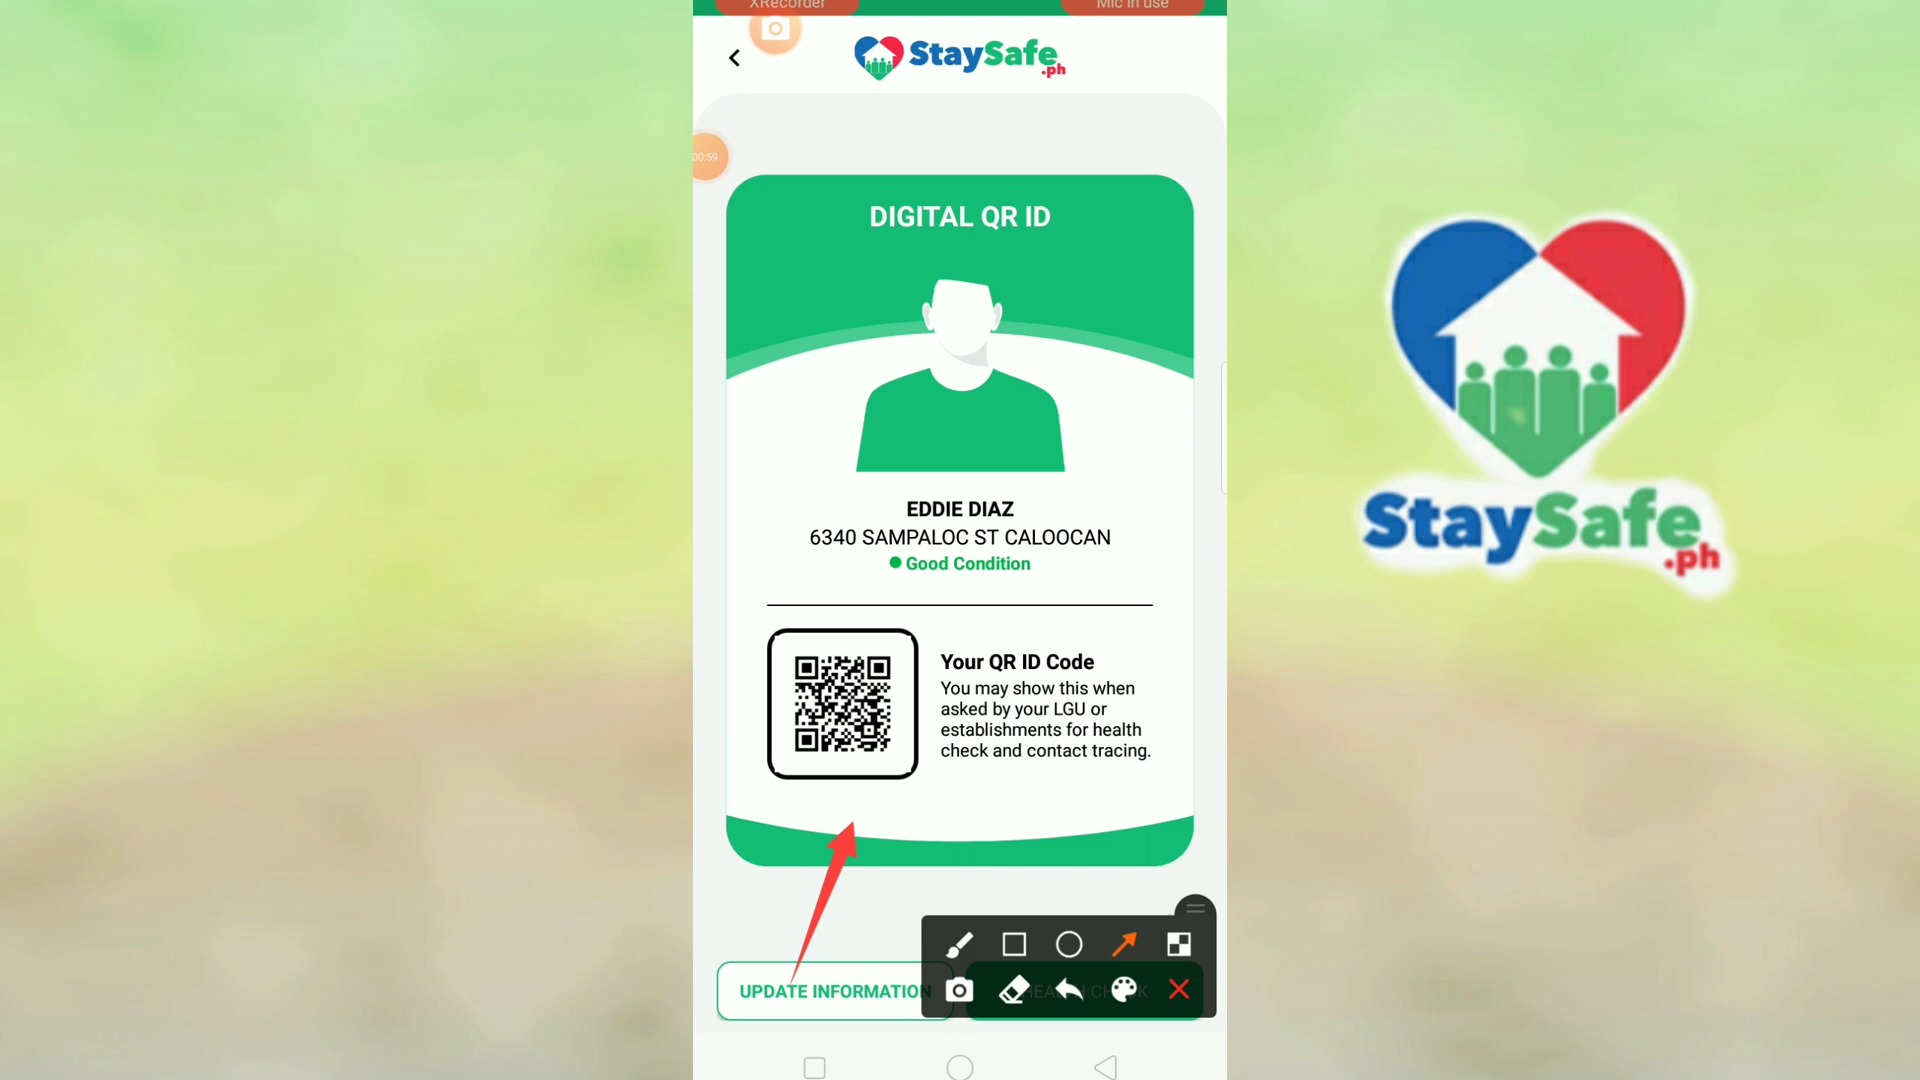 XRecorder
Mic in use
StaySafe
.ph
00:59
DIGITAL QR ID
EDDIE DIAZ
6340 SAMPALOC ST CALOOCAN
Good Condition
Your QR ID Code
You may show this when
asked by your LGU or
establishments for health
check and contact tracing.
UPDATE INFORMATION
HEALTH CHECK
StaySafe
.ph